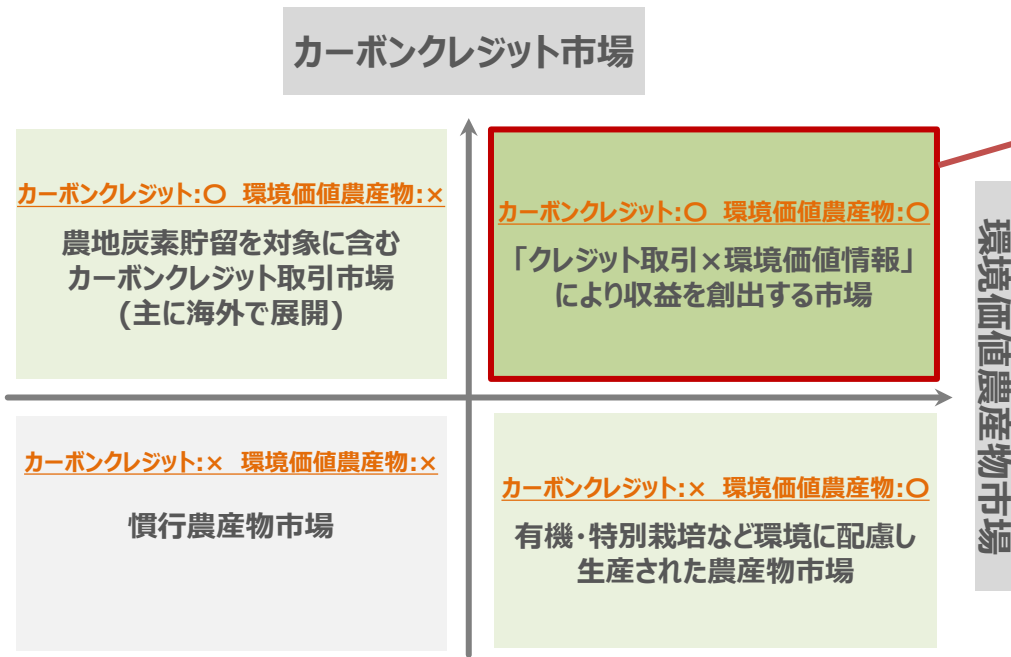 カーボンクレジット市場
カーボンクレジット:〇 環境価値農産物:×
農地炭素貯留を対象に含む
カーボンクレジット取引市場
(主に海外で展開)
カーボンクレジット:〇 環境価値農産物:〇
「クレジット取引×環境価値情報」
により収益を創出する市場
環境価値農産物市場
カーボンクレジット:× 環境価値農産物:×
慣行農産物市場
カーボンクレジット:× 環境価値農産物:〇
有機・特別栽培など環境に配慮し
生産された農産物市場